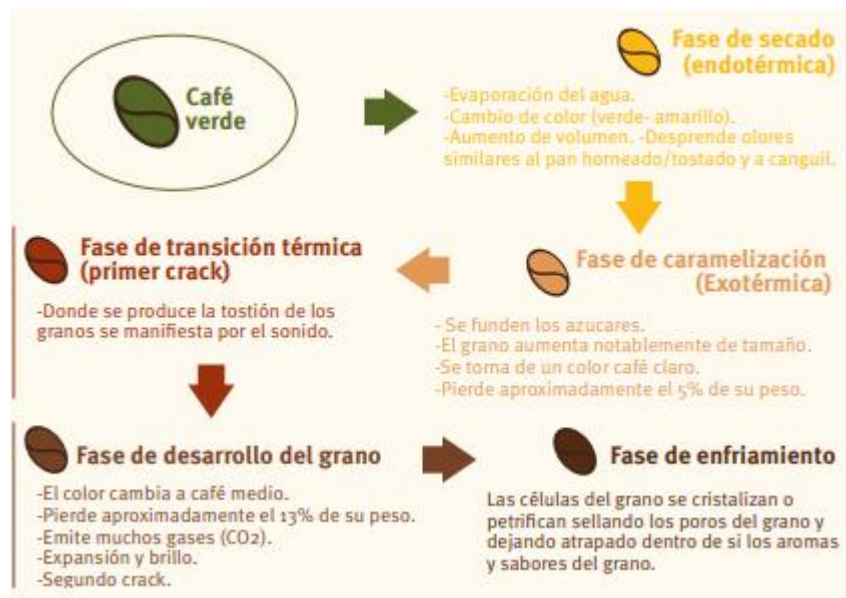 Café
verde
Fase de secado
(endotérmica)
-Evaporación del agua.
-Cambio de color (verde- amarillo).
-Aumento de volumen. -Desprende olores
similares al pan horneado/tostado y a canguil.
Fase de caramelización
(Exotérmica)
- Se funden los azucares.
-El grano aumenta notablemente de tamaño.
-Se torna de un color café claro.
-Pierde aproximadamente el 5% de su peso.
Fase de transición térmica
(primer crack)
-Donde se produce la tostión de los
granos se manifiesta por el sonido.
Fase de desarrollo del grano
-El color cambia a café medio.
-Pierde aproximadamente el 13% de su peso.
-Emite muchos gases (CO2).
-Expansión y brillo.
-Segundo crack.
Fase de enfriamiento
Las células del grano se cristalizan o
petrifican sellando los poros del grano y
dejando atrapado dentro de si los aromas
y sabores del grano.